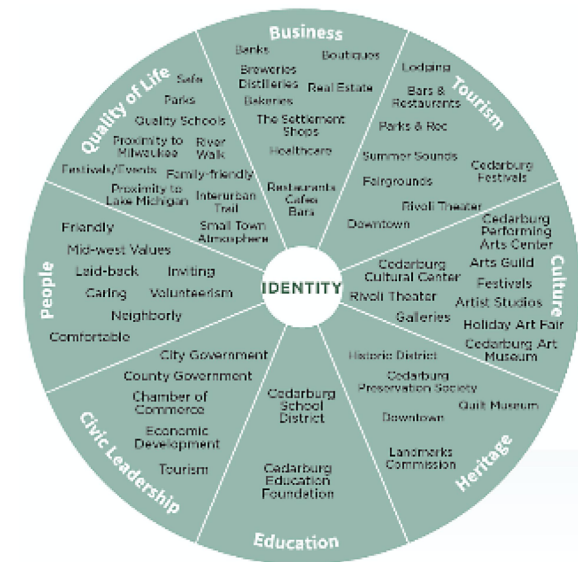 Business
Banks
Boutiques
Breweries
Distilleries
Real Estate
Bakeries
The Settlement
Shops
Healthcare
Restaurants
Cafes
Bars
Tourism
Lodging
Bars &
Restaurants
Parks & Rec
Summer Sounds
Cedarburg
Festivals
Fairgrounds
Rivoli Theater
Downtown
Culture
Cedarburg
Performing
Arts Center
Cedarburg
Cultural Center
Arts Guild
Festivals
Rivoli Theater
Artist Studios
Galleries
Holiday Art Fair
Cedarburg Art
Museum
Heritage
Historic District
Cedarburg
Preservation Society
Quilt Museum
Downtown
Landmarks
Commission
Education
Cedarburg
School
District
Cedarburg
Education
Foundation
Civic Leadership
City Government
County Government
Chamber of
Commerce
Economic
Development
Tourism
People
Friendly
Mid-west Values
Laid-back
Inviting
Caring
Volunteerism
Neighborly
Comfortable
Quality of Life
Safe
Parks
Quality Schools
Proximity to
Milwaukee
River
Walk
Festivals/Events
Family-friendly
Proximity to
Lake Michigan
Interurban
Trail
Small Town
Atmosphere
IDENTITY